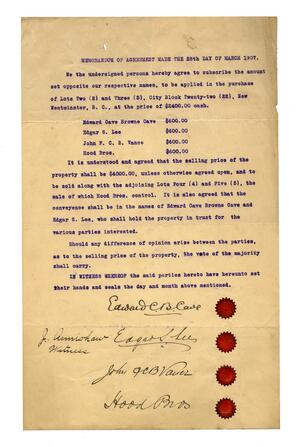 MEMORANDUM OF AGREEMENT MADE THE 28th DAY OF MARCH 1907.
We the undersigned persons hereby agree to subscribe the amount
set opposite our respective names, to be applied in the purchase
of Lots Two (2) and Three (3), City Block Twenty-two (22), New
Westminster, B. C., at the price of $2400.00 cash.
Edward Cave Browne Cave $600.00
Edgar S. Lee $600.00
John F. C. B. Vance $600.00
Hood Bros. $600.00
It is understood and agreed that the selling price of the
property shall be $4000.00, unless otherwise agreed upon, and
to be sold along with the adjoining Lots Four (4) and Five (5), the
sale of which Hood Bros. control. It is also agreed that the
conveyance shall be in the names of Edward Cave Browne Cave and
Edgar S. Lee, who shall hold the property in trust for the
various parties interested.
Should any difference of opinion arise between the parties,
as to the selling price of the property, the vote of the majority
shall carry.
IN WITNESS WHEREOF the said parties hereto have hereunto set
their hands and seals the day and month above mentioned.
Edward C. B. Cave
Edgar S. Lee
Witness
John F C B Vance
Hood Bros